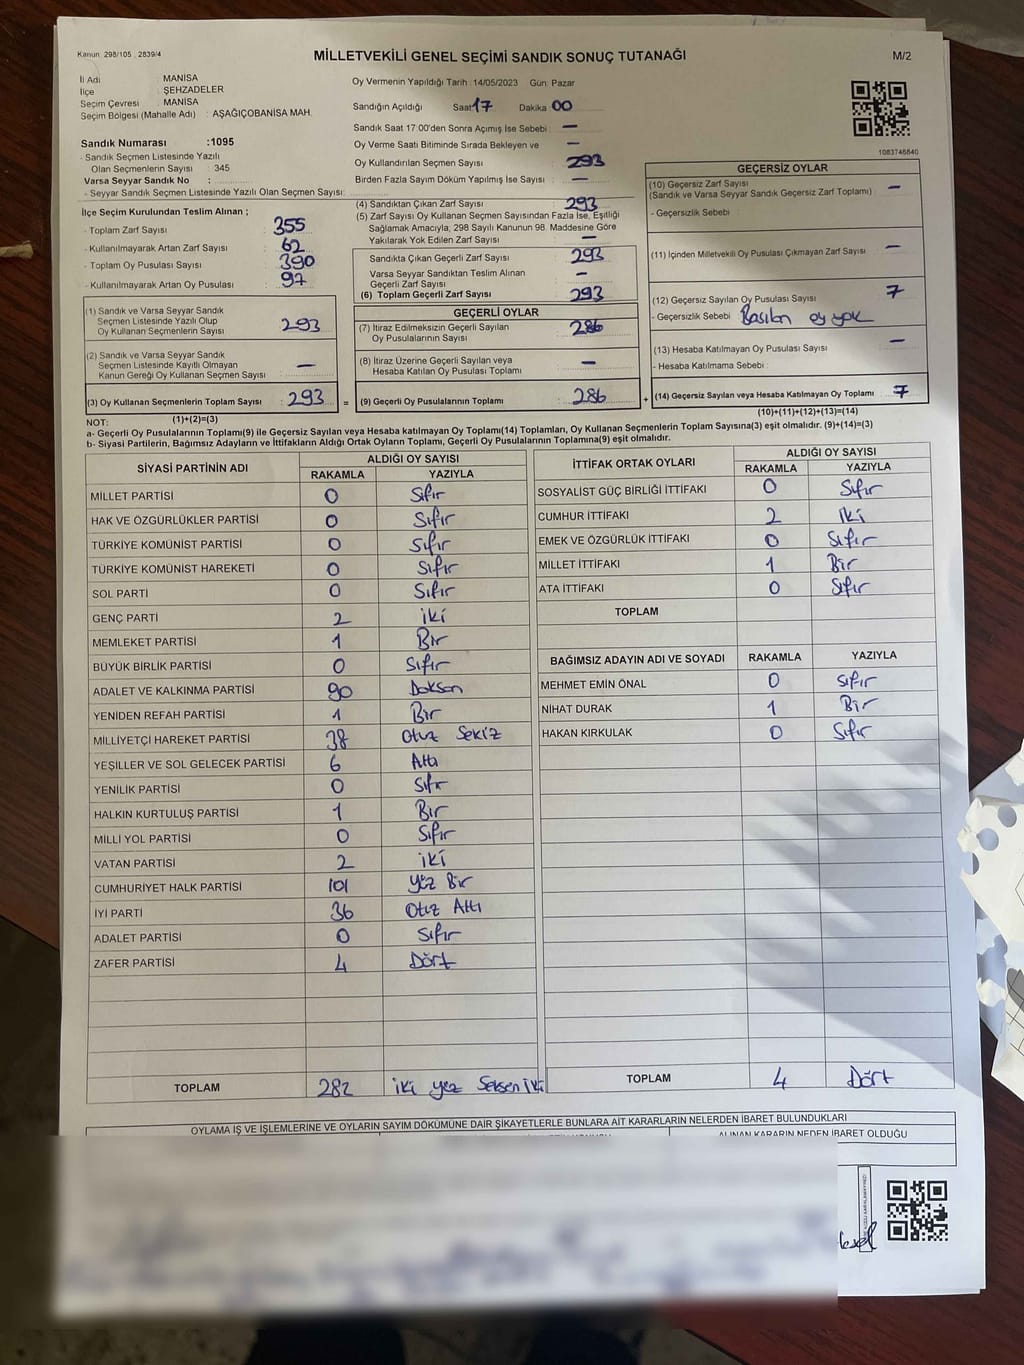 Kanun 298/105 . 2839/4
MİLLETVEKİLİ GENEL SEÇİMİ SANDIK SONUÇ TUTANAĞI
M/2
İl Adı : MANİSA
İlçe : ŞEHZADELER
Seçim Çevresi : MANİSA
Seçim Bölgesi (Mahalle Adı) : AŞAĞIÇOBANİSA MAH.
Sandık Numarası :1095
- Sandık Seçmen Listesinde Yazılı
Olan Seçmenlerin Sayısı : 345
Varsa Seyyar Sandık No :
- Seyyar Sandık Seçmen Listesinde Yazılı Olan Seçmen Sayısı:
Oy Vermenin Yapıldığı Tarih : 14/05/2023 Gün: Pazar
Sandığın Açıldığı Saat 17 Dakika 00
Sandık Saat 17:00'den Sonra Açımış İse Sebebi : —
Oy Verme Saati Bitiminde Sırada Bekleyen ve —
Oy Kullandırılan Seçmen Sayısı 293
Birden Fazla Sayım Döküm Yapılmış İse Sayısı : —
1083746840
İlçe Seçim Kurulundan Teslim Alınan ;
- Toplam Zarf Sayısı : 355
- Kullanılmayarak Artan Zarf Sayısı : 62
- Toplam Oy Pusulası Sayısı : 390
- Kullanılmayarak Artan Oy Pusulası : 97
(1) Sandık ve Varsa Seyyar Sandık
Seçmen Listesinde Yazılı Olup
Oy Kullanan Seçmenlerin Sayısı : 293
(2) Sandık ve Varsa Seyyar Sandık
Seçmen Listesinde Kayıtlı Olmayan
Kanun Gereği Oy Kullanan Seçmen Sayısı : —
(3) Oy Kullanan Seçmenlerin Toplam Sayısı : 293
(1)+(2)=(3)
(4) Sandıktan Çıkan Zarf Sayısı : 293
(5) Zarf Sayısı Oy Kullanan Seçmen Sayısından Fazla İse, Eşitliği
Sağlamak Amacıyla, 298 Sayılı Kanunun 98. Maddesine Göre
Yakılarak Yok Edilen Zarf Sayısı : —
Sandıkta Çıkan Geçerli Zarf Sayısı : 293
Varsa Seyyar Sandıktan Teslim Alınan
Geçerli Zarf Sayısı : —
(6) Toplam Geçerli Zarf Sayısı : 293
GEÇERLİ OYLAR
(7) İtiraz Edilmeksizin Geçerli Sayılan
Oy Pusulalarının Sayısı : 286
(8) İtiraz Üzerine Geçerli Sayılan veya
Hesaba Katılan Oy Pusulası Toplamı : —
= (9) Geçerli Oy Pusulalarının Toplamı : 286
GEÇERSİZ OYLAR
(10) Geçersiz Zarf Sayısı : —
(Sandık ve Varsa Seyyar Sandık Geçersiz Zarf Toplamı)
- Geçersizlik Sebebi :
(11) İçinden Milletvekili Oy Pusulası Çıkmayan Zarf Sayısı : —
(12) Geçersiz Sayılan Oy Pusulası Sayısı : 7
- Geçersizlik Sebebi : Basılan oy yok
(13) Hesaba Katılmayan Oy Pusulası Sayısı : —
- Hesaba Katılmama Sebebi :
+ (14) Geçersiz Sayılan veya Hesaba Katılmayan Oy Toplamı : 7
(10)+(11)+(12)+(13)=(14)
NOT:
a- Geçerli Oy Pusulalarının Toplamı(9) ile Geçersiz Sayılan veya Hesaba Katılmayan Oy Toplamı(14) Toplamları, Oy Kullanan Seçmenlerin Toplam Sayısına(3) eşit olmalıdır. (9)+(14)=(3)
b- Siyasi Partilerin, Bağımsız Adayların ve İttifakların Aldığı Ortak Oyların Toplamı, Geçerli Oy Pusulalarının Toplamına(9) eşit olmalıdır.
SİYASİ PARTİNİN ADI
ALDIĞI OY SAYISI
RAKAMLA YAZIYLA
MİLLET PARTİSİ 0 Sıfır
HAK VE ÖZGÜRLÜKLER PARTİSİ 0 Sıfır
TÜRKİYE KOMÜNİST PARTİSİ 0 Sıfır
TÜRKİYE KOMÜNİST HAREKETİ 0 Sıfır
SOL PARTİ 0 Sıfır
GENÇ PARTİ 2 iki
MEMLEKET PARTİSİ 1 Bir
BÜYÜK BİRLİK PARTİSİ 0 Sıfır
ADALET VE KALKINMA PARTİSİ 90 Doksan
YENİDEN REFAH PARTİSİ 1 Bir
MİLLİYETÇİ HAREKET PARTİSİ 38 Otuz Sekiz
YEŞİLLER VE SOL GELECEK PARTİSİ 6 Altı
YENİLİK PARTİSİ 0 Sıfır
HALKIN KURTULUŞ PARTİSİ 1 Bir
MİLLİ YOL PARTİSİ 0 Sıfır
VATAN PARTİSİ 2 iki
CUMHURİYET HALK PARTİSİ 101 Yüz Bir
İYİ PARTİ 36 Otuz Altı
ADALET PARTİSİ 0 Sıfır
ZAFER PARTİSİ 4 Dört
TOPLAM 282 iki yüz Seksen iki
İTTİFAK ORTAK OYLARI
ALDIĞI OY SAYISI
RAKAMLA YAZIYLA
SOSYALİST GÜÇ BİRLİĞİ İTTİFAKI 0 Sıfır
CUMHUR İTTİFAKI 2 iki
EMEK VE ÖZGÜRLÜK İTTİFAKI 0 Sıfır
MİLLET İTTİFAKI 1 Bir
ATA İTTİFAKI 0 Sıfır
TOPLAM
BAĞIMSIZ ADAYIN ADI VE SOYADI RAKAMLA YAZIYLA
MEHMET EMİN ÖNAL 0 Sıfır
NİHAT DURAK 1 Bir
HAKAN KIRKULAK 0 Sıfır
TOPLAM 4 Dört
OYLAMA İŞ VE İŞLEMLERİNE VE OYLARIN SAYIM DÖKÜMÜNE DAİR ŞİKAYETLERLE BUNLARA AİT KARARLARIN NELERDEN İBARET BULUNDUKLARI
ALINAN KARARIN NEDEN İBARET OLDUĞU